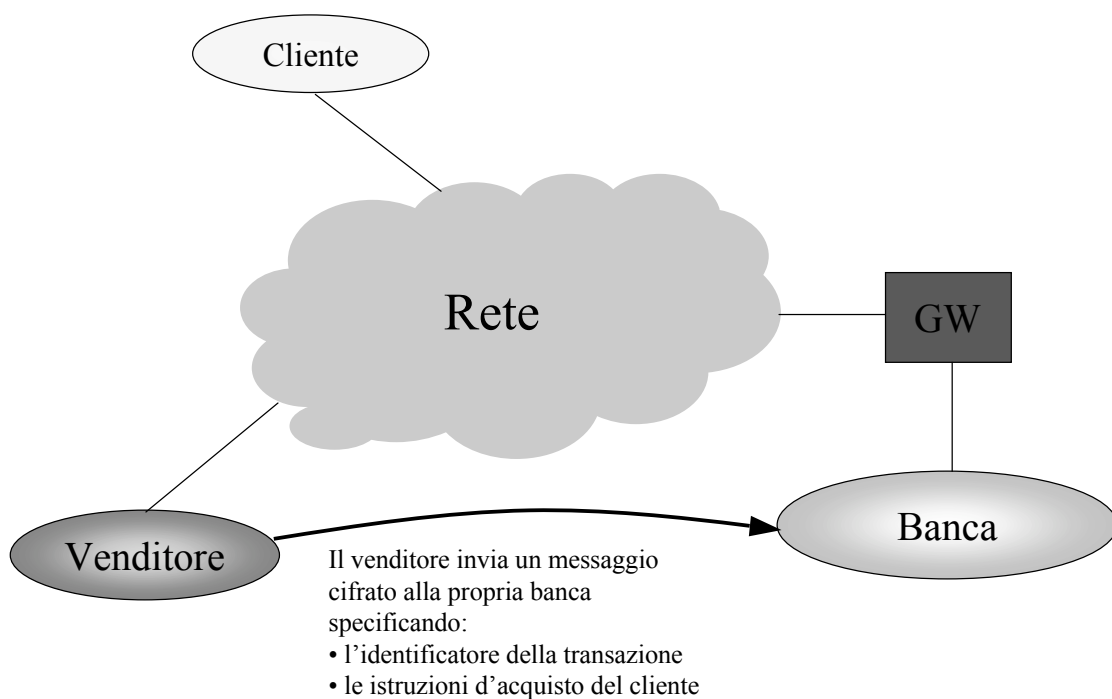 Cliente
Rete
GW
Venditore
Banca
Il venditore invia un messaggio
cifrato alla propria banca
specificando:
• l’identificatore della transazione
• le istruzioni d’acquisto del cliente